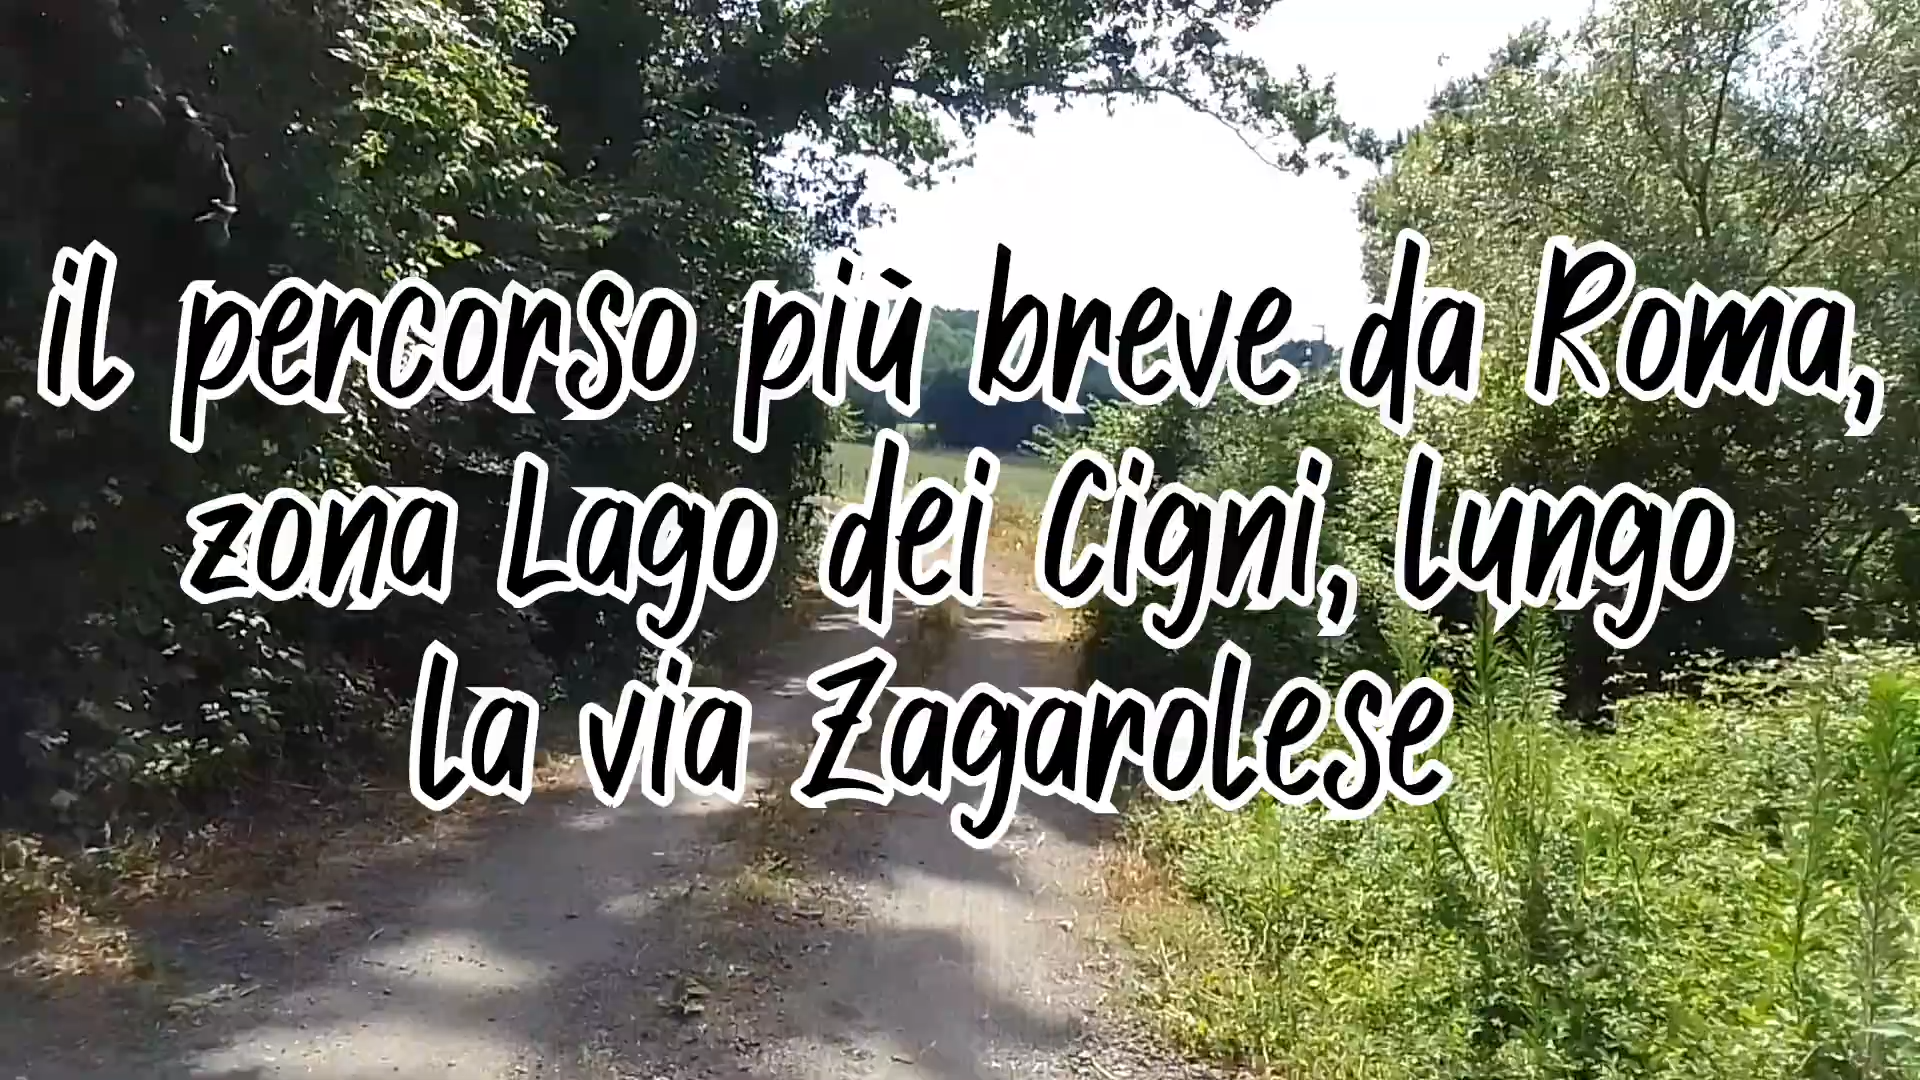 il percorso più breve da Roma,
zona Lago dei Cigni, lungo
la via Zagarolese